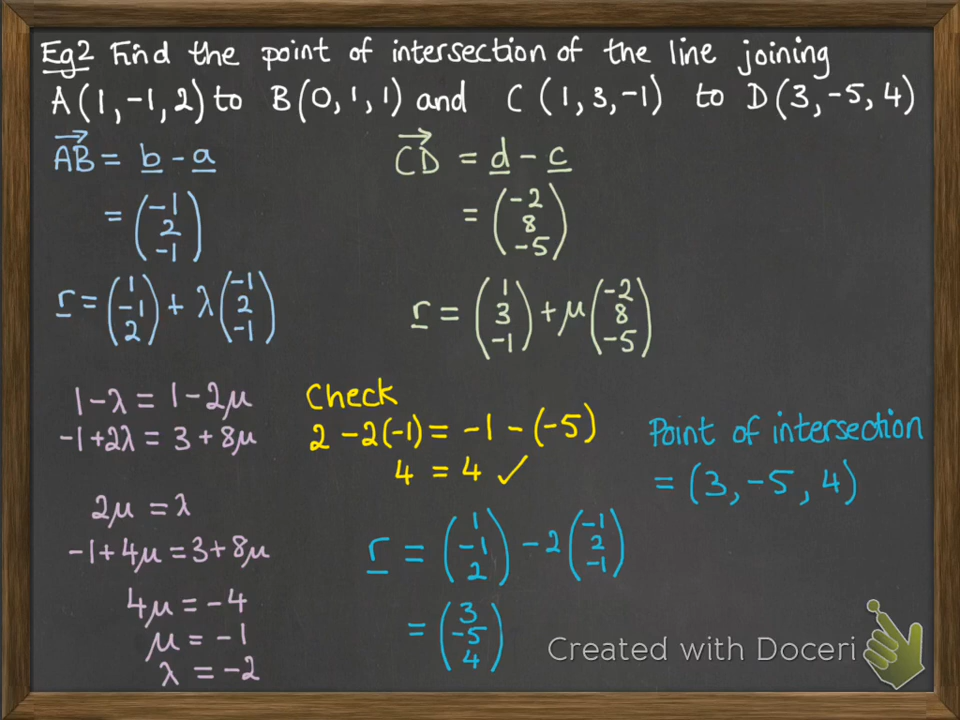 Eg2 Find the point of intersection of the line joining
A(1,-1,2) to B(0,1,1) and C (1,3,-1) to D(3,-5,4)
AB = b - a
= (-1
2
-1)
r = (1
-1
2) + λ(-1
2
-1)
CD = d - c
= (-2
8
-5)
r = (1
3
-1) + μ(-2
8
-5)
1-λ = 1-2μ
-1+2λ = 3+8μ
2μ = λ
-1+4μ = 3+8μ
4μ = -4
μ = -1
λ = -2
Check
2 -2(-1) = -1 - (-5)
4 = 4 ✓
r = (1
-1
2) -2(-1
2
-1)
= (3
-5
4)
Point of intersection
= (3,-5,4)
Created with Doceri